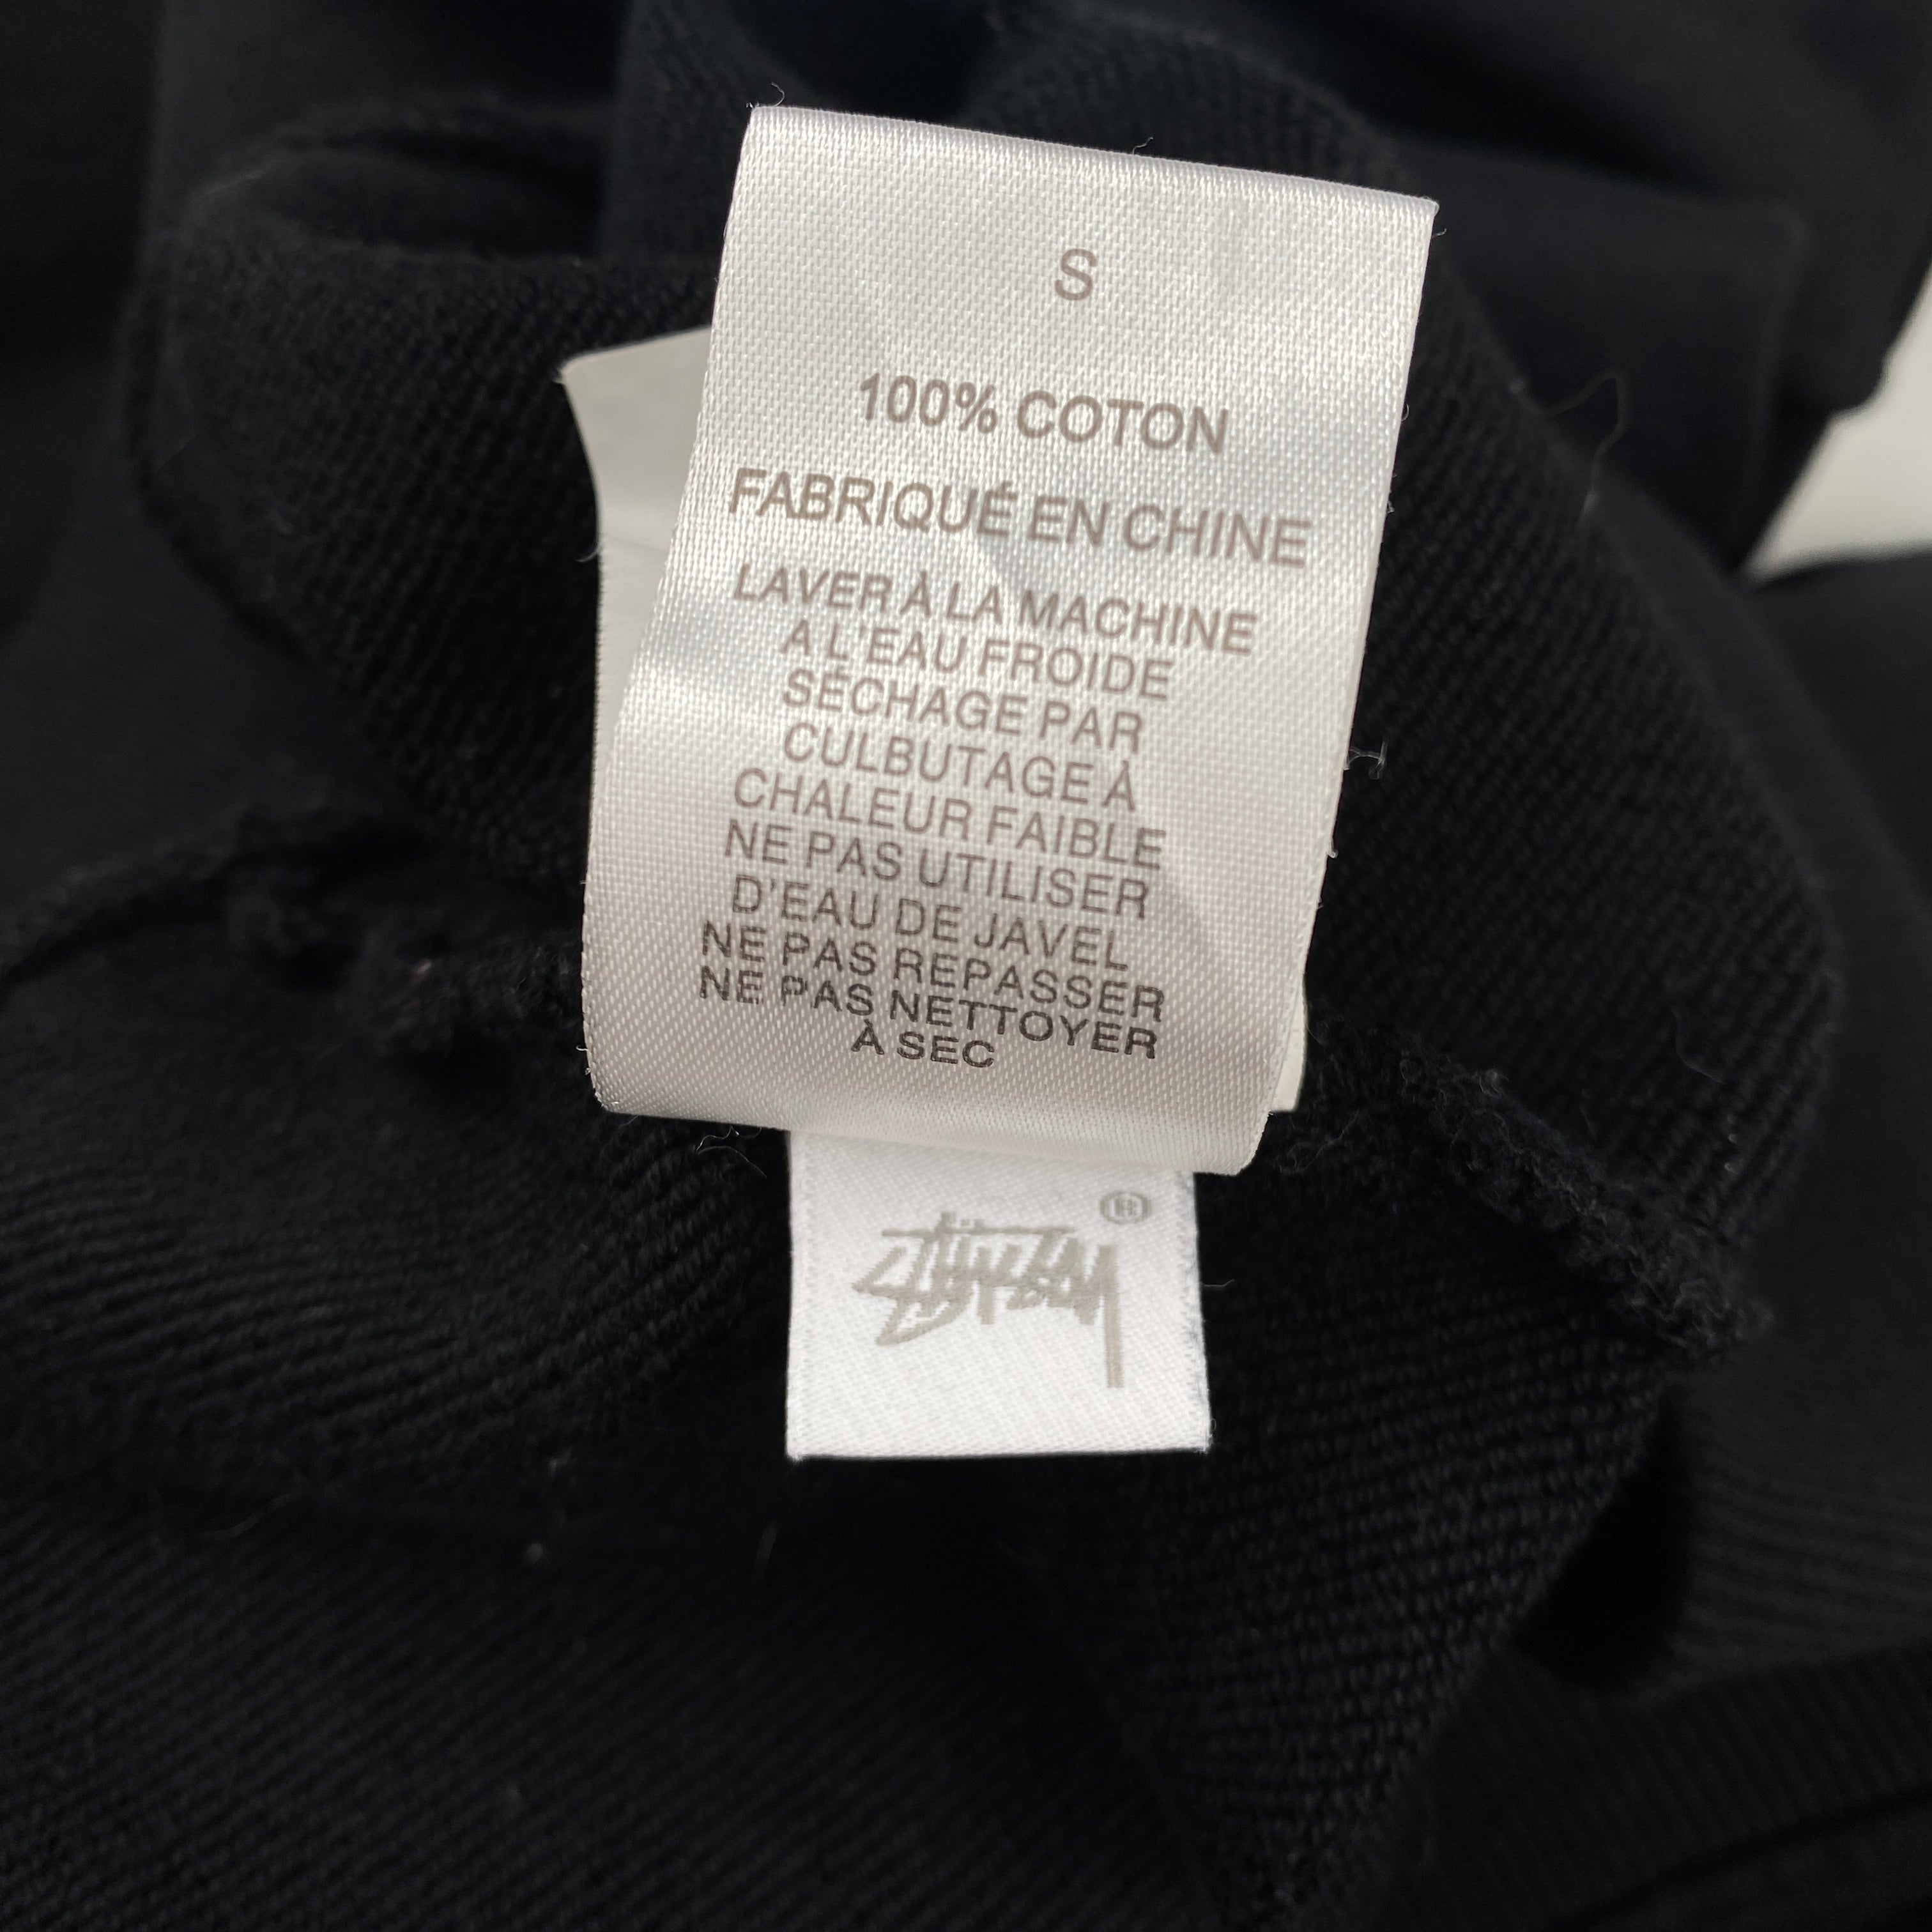 S
100% COTON
FABRIQUÉ EN CHINE
LAVER À LA MACHINE
A L'EAU FROIDE
SÉCHAGE PAR
CULBUTAGE À
CHALEUR FAIBLE
NE PAS UTILISER
D'EAU DE JAVEL
NE PAS REPASSER
NE PAS NETTOYER
À SEC
®
Stüssy